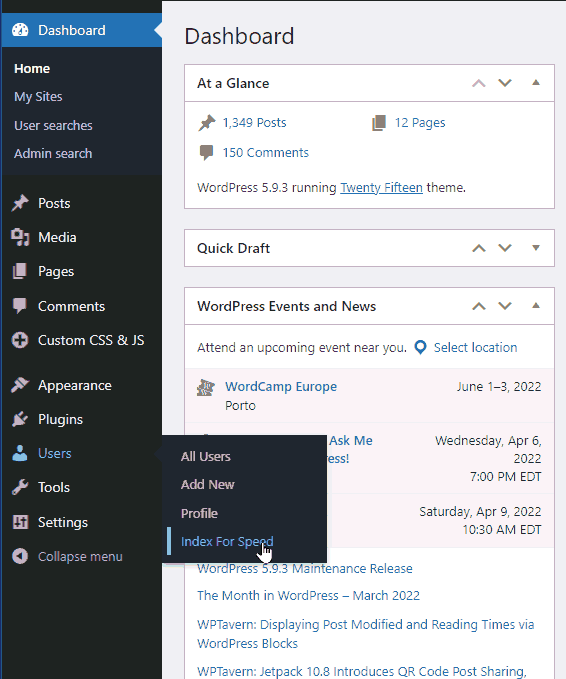 Dashboard
Home
My Sites
User searches
Admin search
Posts
Media
Pages
Comments
Custom CSS & JS
Appearance
Plugins
Users
Tools
Settings
Collapse menu
All Users
Add New
Profile
Index For Speed
Dashboard
At a Glance
1,349 Posts
12 Pages
150 Comments
WordPress 5.9.3 running Twenty Fifteen theme.
Quick Draft
WordPress Events and News
Attend an upcoming event near you. Select location
WordCamp Europe
June 1–3, 2022
Porto
Ask Me
Wednesday, Apr 6,
2022
7:00 PM EDT
Saturday, Apr 9, 2022
10:30 AM EDT
WordPress 5.9.3 Maintenance Release
The Month in WordPress – March 2022
WPTavern: Displaying Post Modified and Reading Times via
WordPress Blocks
WPTavern: Jetpack 10.8 Introduces QR Code Post Sharing,